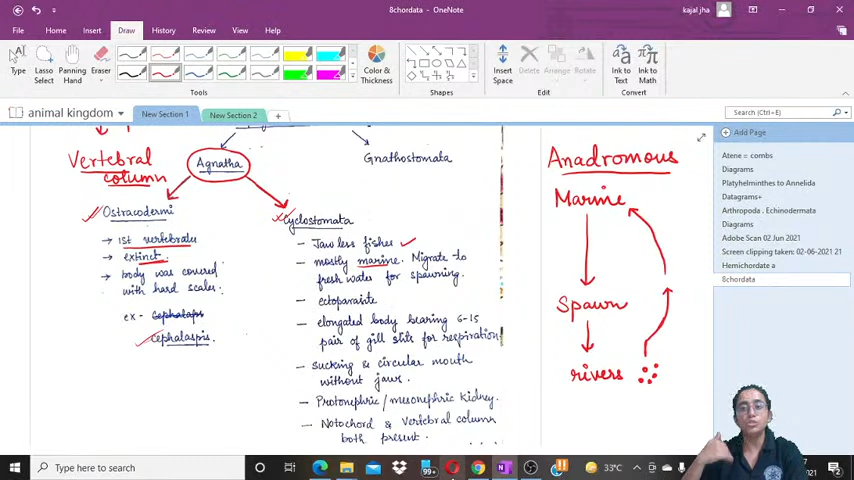 8chordata - OneNote
kajal jha
File Home Insert Draw History Review View Help
Type
Lasso Select
Panning Hand
Eraser
Color & Thickness
Insert Space
Delete
Arrange
Rotate
Ink to Text
Ink to Math
Tools
Shapes
Edit
Convert
animal kingdom
New Section 1
New Section 2
Search (Ctrl+E)
Agnatha
Gnathostomata
Vertebral
column
Ostracodermi
→ 1st vertebrates
→ extinct.
→ body was covered
with hard scales.
ex - Cephalaps
Cephalaspis.
Cyclostomata
- Jawless fishes
- mostly marine. Migrate to
fresh water for spawning.
- ectoparasite
- elongated body bearing 6-15
pair of gill slits for respiration
- sucking & circular mouth
without jaws.
- Protonephric/mesonephric kidney.
- Notochord & Vertebral column
both present.
Anadromous
Marine
Spawn
rivers
Add Page
Atene = combs
Diagrams
Platyhelminthes to Annelida
Datagrams+
Arthropoda . Echinodermata
Diagrams
Adobe Scan 02 Jun 2021
Screen clipping taken: 02-06-2021 21
Hemichordate a
8chordata
Type here to search
99+
33°C
2021